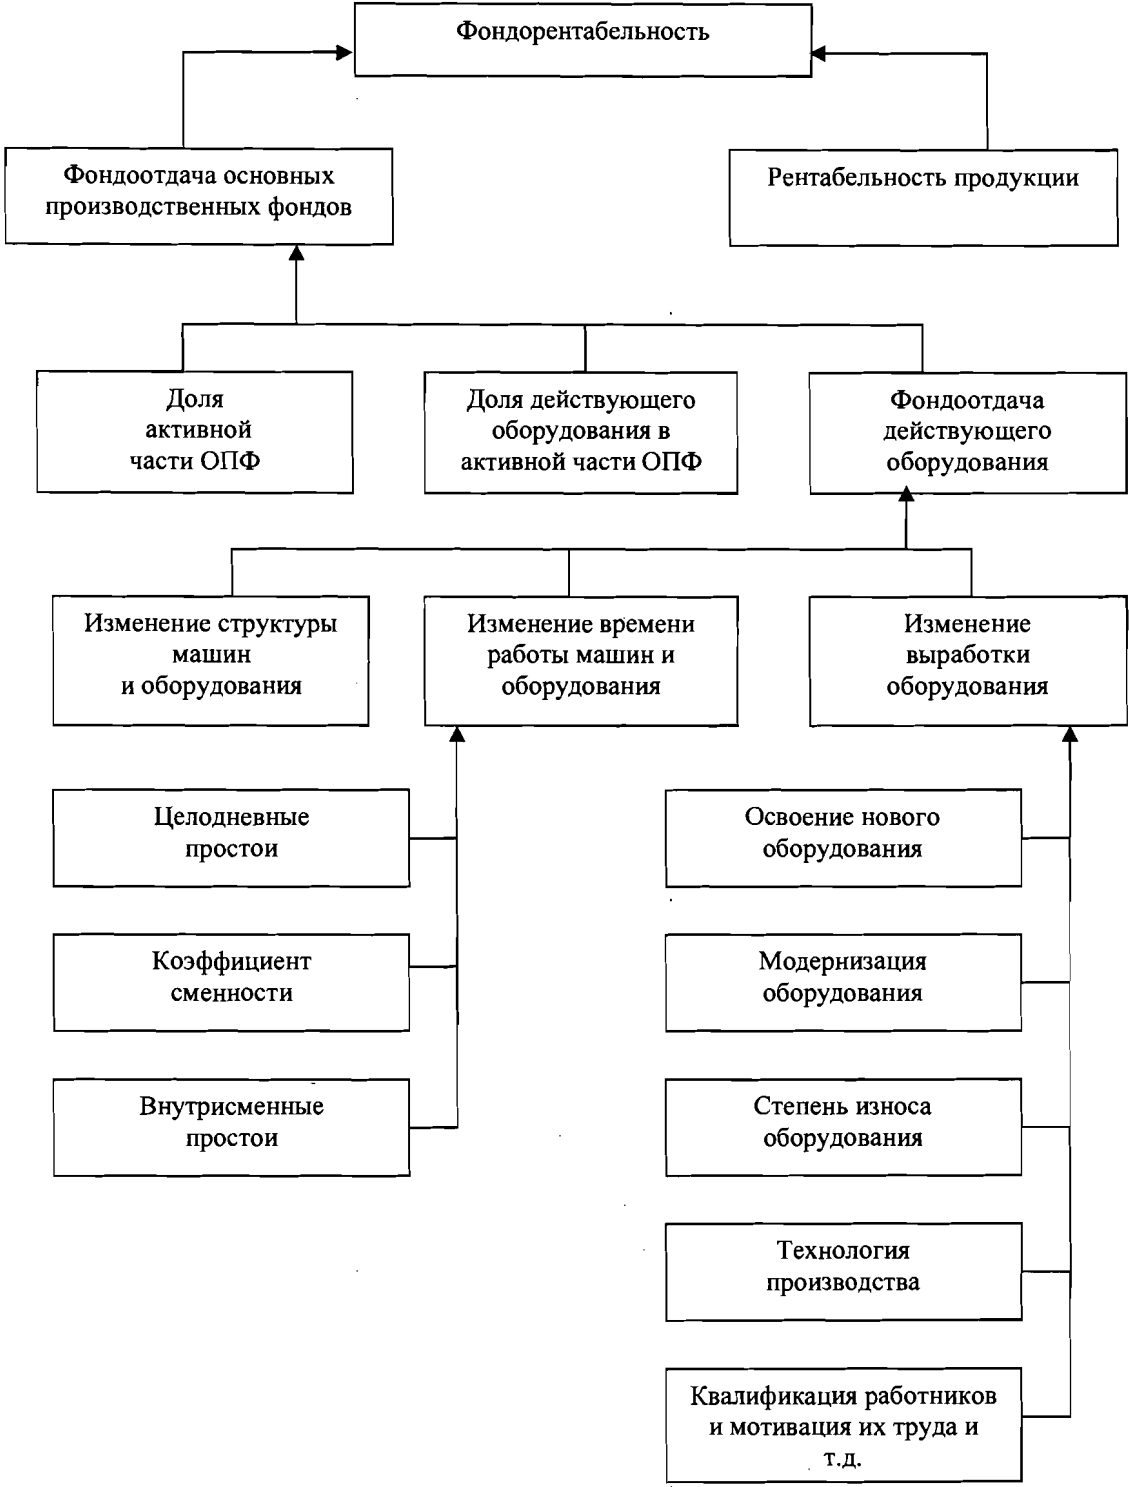 Фондорентабельность
Фондоотдача основных
производственных фондов
Рентабельность продукции
Доля
активной
части ОПФ
Доля действующего
оборудования в
активной части ОПФ
Фондоотдача
действующего
оборудования
Изменение структуры
машин
и оборудования
Изменение времени
работы машин и
оборудования
Изменение
выработки
оборудования
Целодневные
простои
Коэффициент
сменности
Внутрисменные
простои
Освоение нового
оборудования
Модернизация
оборудования
Степень износа
оборудования
Технология
производства
Квалификация работников
и мотивация их труда и
т.д.